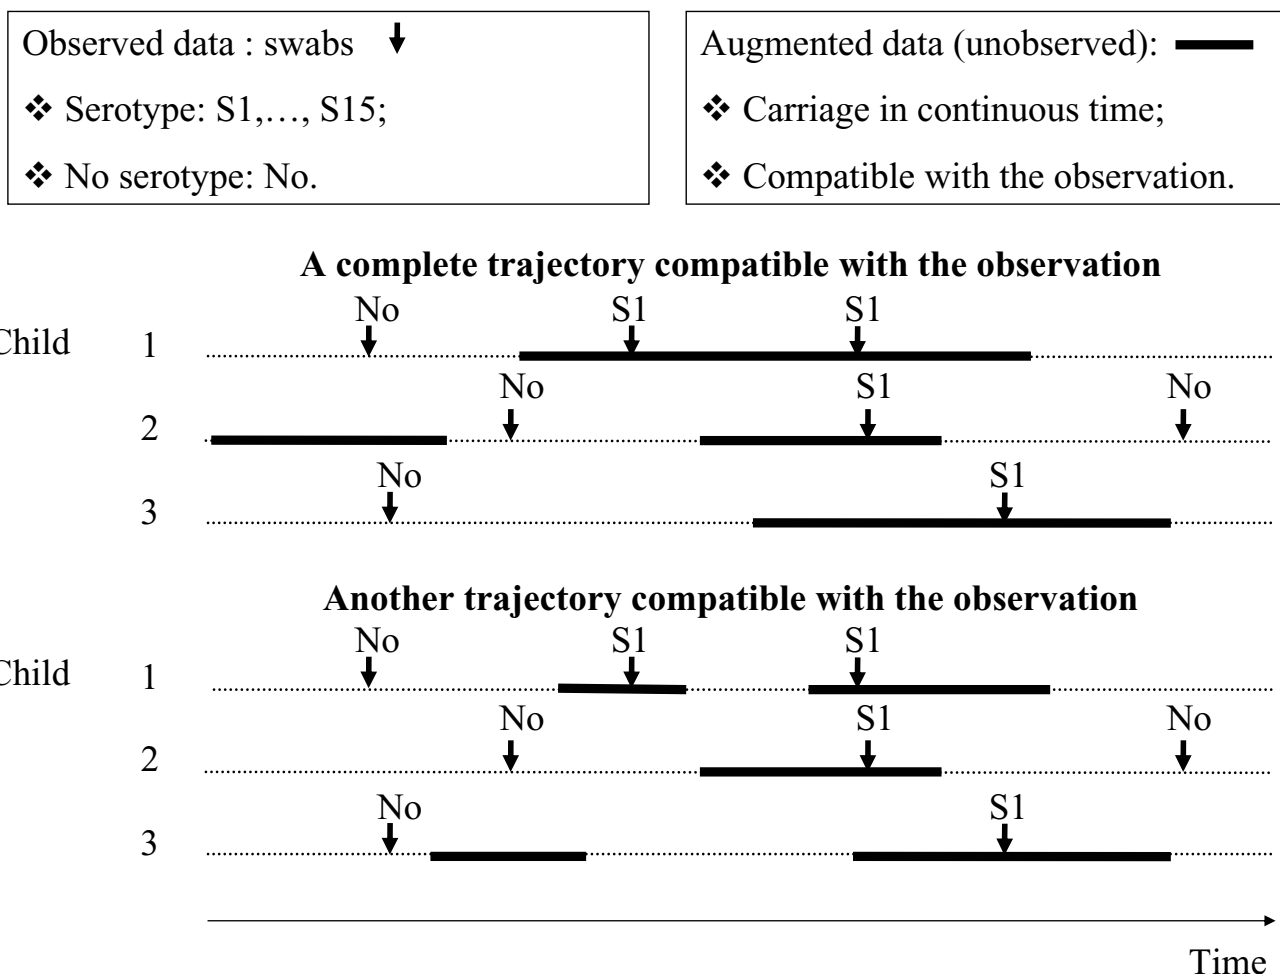 Observed data : swabs
❖ Serotype: S1,…, S15;
❖ No serotype: No.
Augmented data (unobserved):
❖ Carriage in continuous time;
❖ Compatible with the observation.
A complete trajectory compatible with the observation
No S1 S1
Child 1
No S1 No
2
No S1
3
Another trajectory compatible with the observation
No S1 S1
Child 1
No S1 No
2
No S1
3
Time